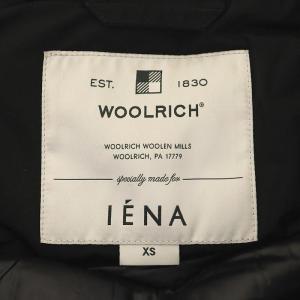 EST. 1830
WOOLRICH®
WOOLRICH WOOLEN MILLS
WOOLRICH, PA 17779
specially made for
IÉNA
XS